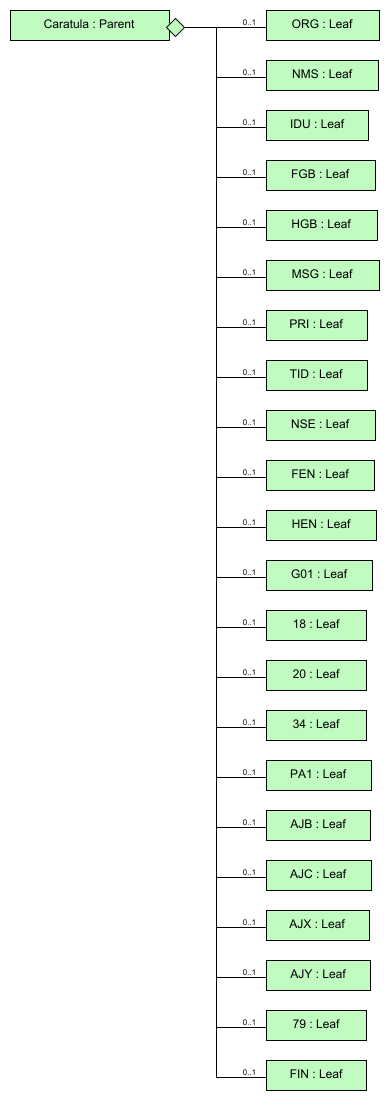 Caratula : Parent
0..1 ORG : Leaf
0..1 NMS : Leaf
0..1 IDU : Leaf
0..1 FGB : Leaf
0..1 HGB : Leaf
0..1 MSG : Leaf
0..1 PRI : Leaf
0..1 TID : Leaf
0..1 NSE : Leaf
0..1 FEN : Leaf
0..1 HEN : Leaf
0..1 G01 : Leaf
0..1 18 : Leaf
0..1 20 : Leaf
0..1 34 : Leaf
0..1 PA1 : Leaf
0..1 AJB : Leaf
0..1 AJC : Leaf
0..1 AJX : Leaf
0..1 AJY : Leaf
0..1 79 : Leaf
0..1 FIN : Leaf